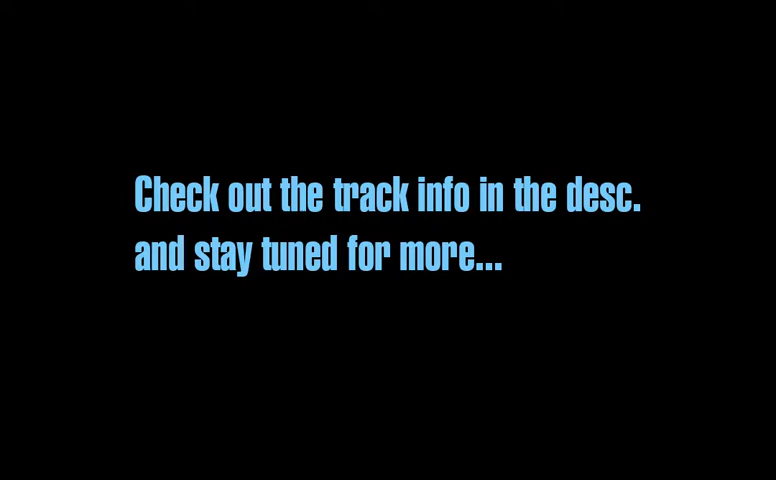 Check out the track info in the desc.
and stay tuned for more...